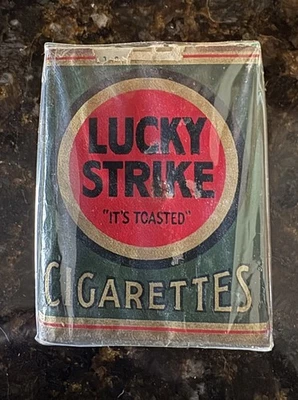 LUCKY
STRIKE
"IT'S TOASTED"
CIGARETTES